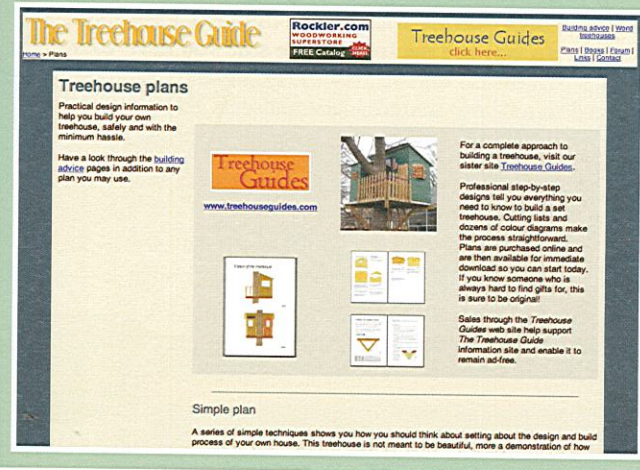 The Treehouse Guide
Rockler.com
WOODWORKING
SUPERSTORE
FREE Catalog
CLICK
HERE!
Treehouse Guides
click here...
Building advice | World
treehouses
Plans | Books | Forum |
Links | Contact
Home > Plans
Treehouse plans
Practical design information to
help you build your own
treehouse, safely and with the
minimum hassle.
Have a look through the building
advice pages in addition to any
plan you may use.
Treehouse
Guides
www.treehouseguides.com
For a complete approach to
building a treehouse, visit our
sister site Treehouse Guides.
Professional step-by-step
designs tell you everything you
need to know to build a set
treehouse. Cutting lists and
dozens of colour diagrams make
the process straightforward.
Plans are purchased online and
are then available for immediate
download so you can start today.
If you know someone who is
always hard to find gifts for, this
is sure to be original!
Sales through the Treehouse
Guides web site help support
The Treehouse Guide
information site and enable it to
remain ad-free.
Simple plan
A series of simple techniques shows you how you should think about setting about the design and build
process of your own house. This treehouse is not meant to be beautiful, more a demonstration of how